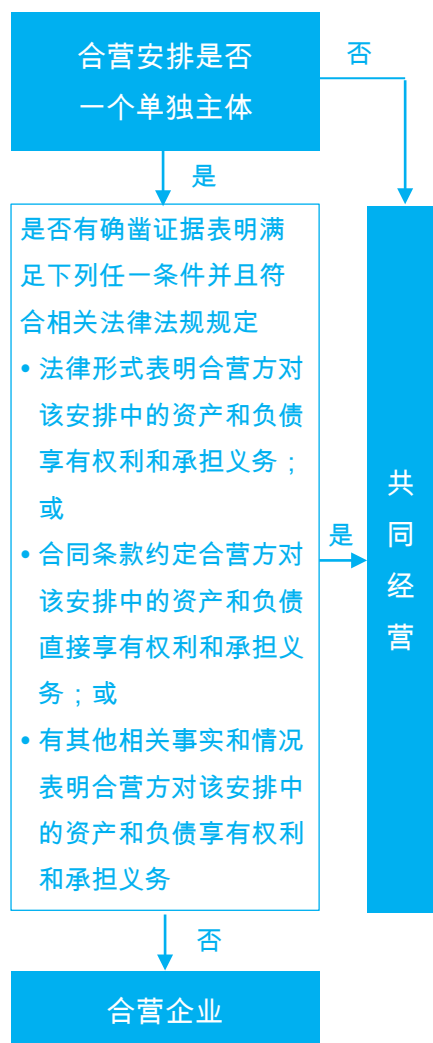 合营安排是否
一个单独主体
否
是
是否有确凿证据表明满
足下列任一条件并且符
合相关法律法规规定
• 法律形式表明合营方对
该安排中的资产和负债
享有权利和承担义务；
或
• 合同条款约定合营方对
该安排中的资产和负债
直接享有权利和承担义
务；或
• 有其他相关事实和情况
表明合营方对该安排中
的资产和负债享有权利
和承担义务
是
共
同
经
营
否
合营企业